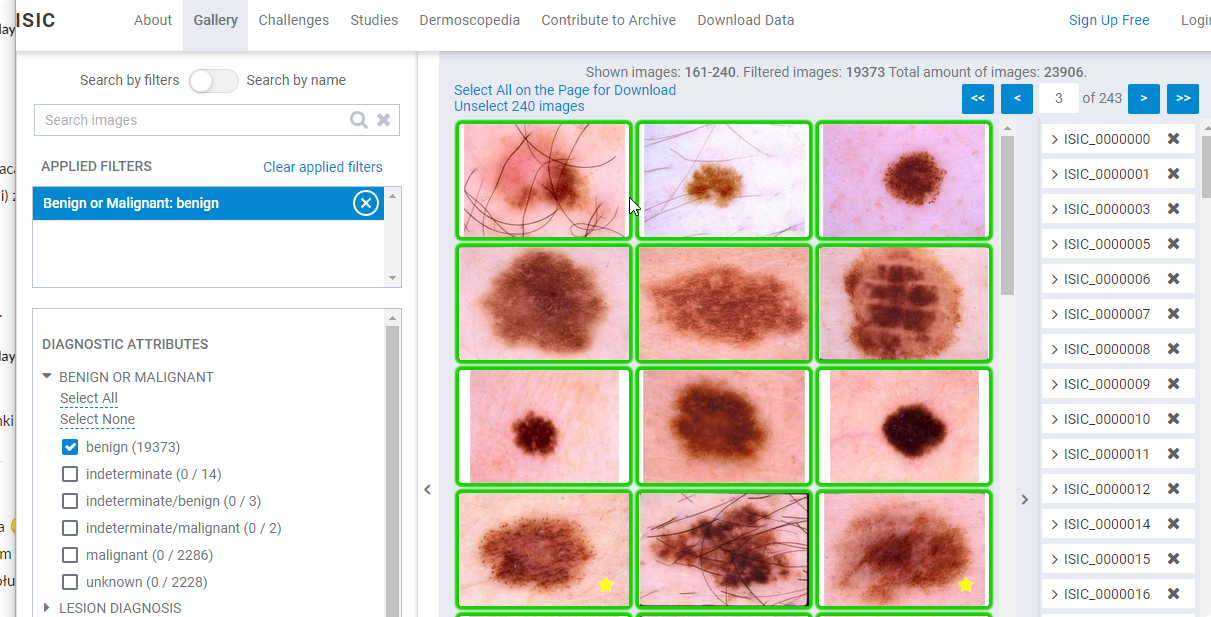 ISIC
About
Gallery
Challenges
Studies
Dermoscopedia
Contribute to Archive
Download Data
Sign Up Free
Login
Search by filters
Search by name
Search images
APPLIED FILTERS
Clear applied filters
Benign or Malignant: benign
DIAGNOSTIC ATTRIBUTES
BENIGN OR MALIGNANT
Select All
Select None
benign (19373)
indeterminate (0 / 14)
indeterminate/benign (0 / 3)
indeterminate/malignant (0 / 2)
malignant (0 / 2286)
unknown (0 / 2228)
LESION DIAGNOSIS
Shown images: 161-240. Filtered images: 19373 Total amount of images: 23906.
Select All on the Page for Download
Unselect 240 images
<< < 3 of 243 > >>
ISIC_0000000
ISIC_0000001
ISIC_0000003
ISIC_0000005
ISIC_0000006
ISIC_0000007
ISIC_0000008
ISIC_0000009
ISIC_0000010
ISIC_0000011
ISIC_0000012
ISIC_0000014
ISIC_0000015
ISIC_0000016